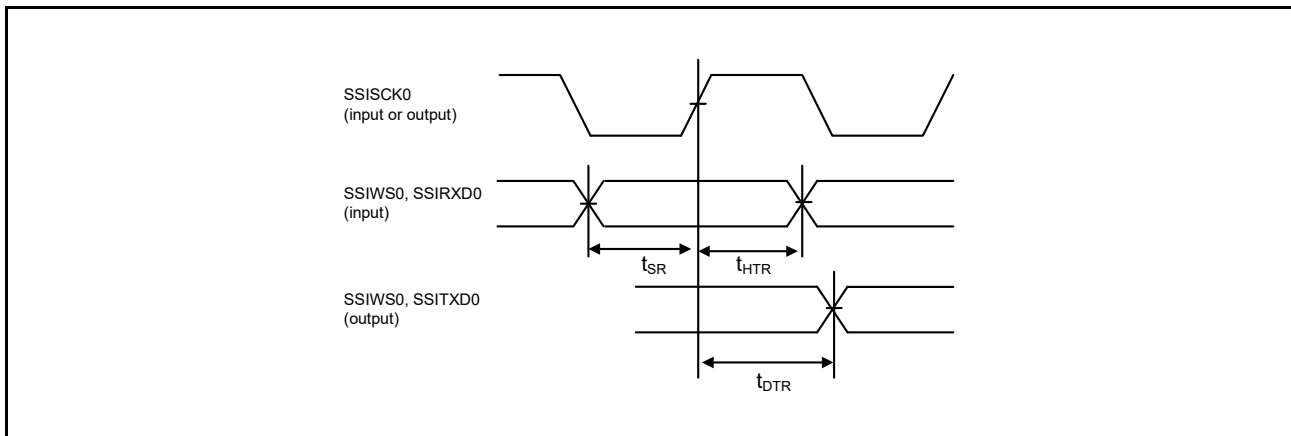 SSISCK0
(input or output)
SSIWS0, SSIRXD0
(input)
tSR
tHTR
SSIWS0, SSITXD0
(output)
tDTR